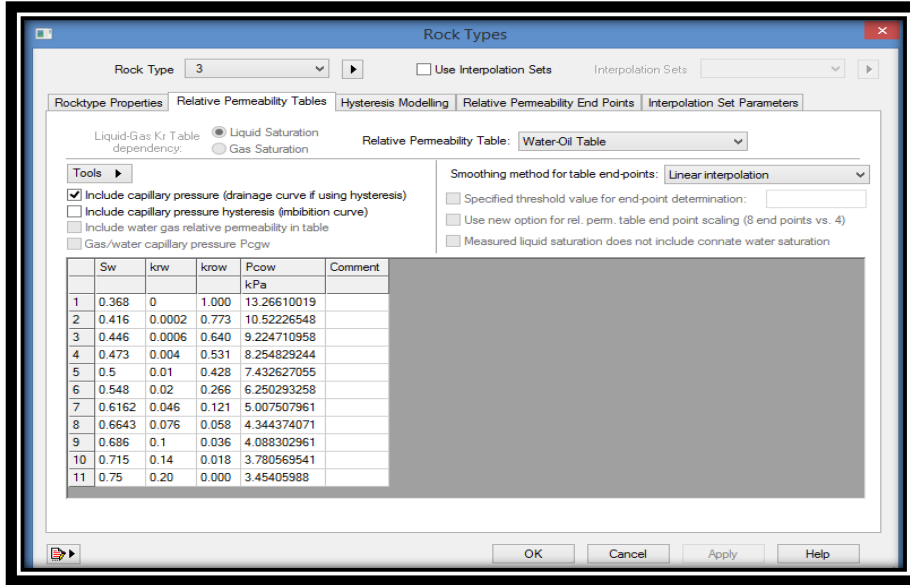 Rock Types
Rock Type 3 Use Interpolation Sets Interpolation Sets
Rocktype Properties Relative Permeability Tables Hysteresis Modelling Relative Permeability End Points Interpolation Set Parameters
Liquid-Gas Kr Table dependency: Liquid Saturation Gas Saturation
Relative Permeability Table: Water-Oil Table
Tools
Include capillary pressure (drainage curve if using hysteresis)
Include capillary pressure hysteresis (imbibition curve)
Include water gas relative permeability in table
Gas/water capillary pressure Pcgw
Smoothing method for table end-points: Linear interpolation
Specified threshold value for end-point determination:
Use new option for rel. perm. table end point scaling (8 end points vs. 4)
Measured liquid saturation does not include connate water saturation
Sw krw krow Pcow Comment
kPa
1 0.368 0 1.000 13.26610019
2 0.416 0.0002 0.773 10.52226548
3 0.446 0.0006 0.640 9.224710958
4 0.473 0.004 0.531 8.254829244
5 0.5 0.01 0.428 7.432627055
6 0.548 0.02 0.266 6.250293258
7 0.6162 0.046 0.121 5.007507961
8 0.6643 0.076 0.058 4.344374071
9 0.686 0.1 0.036 4.088302961
10 0.715 0.14 0.018 3.780569541
11 0.75 0.20 0.000 3.45405988
OK Cancel Apply Help